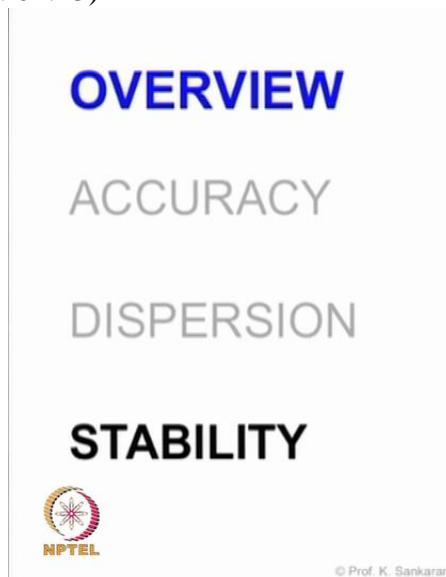 OVERVIEW
ACCURACY
DISPERSION
STABILITY
NPTEL
© Prof. K. Sankaran